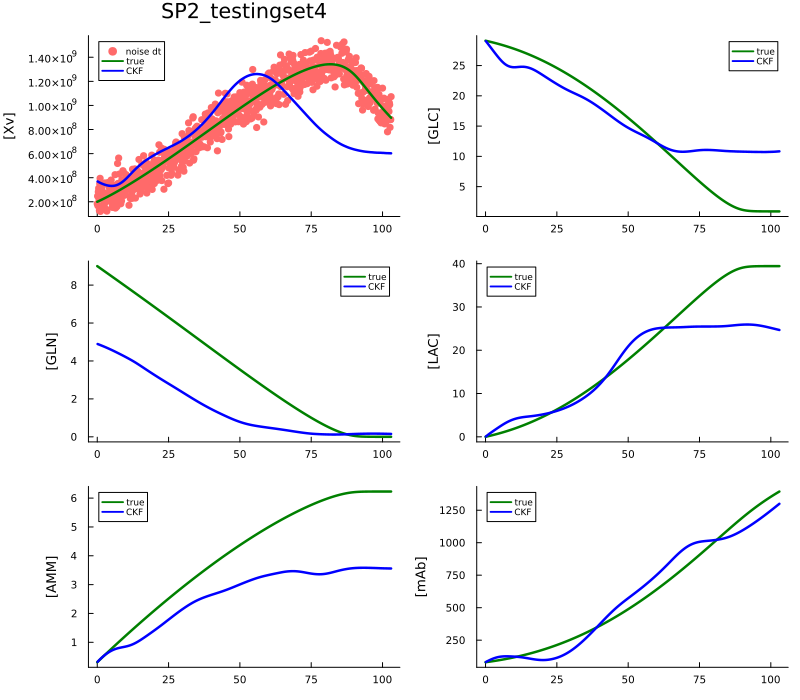 SP2_testingset4
[Xv]
1.40×10⁹
1.20×10⁹
1.00×10⁹
8.00×10⁸
6.00×10⁸
4.00×10⁸
2.00×10⁸
noise dt
true
CKF
0 25 50 75 100
[GLC]
25
20
15
10
5
true
CKF
0 25 50 75 100
[GLN]
8
6
4
2
0
true
CKF
0 25 50 75 100
[LAC]
40
30
20
10
0
true
CKF
0 25 50 75 100
[AMM]
6
5
4
3
2
1
true
CKF
0 25 50 75 100
[mAb]
1250
1000
750
500
250
true
CKF
0 25 50 75 100